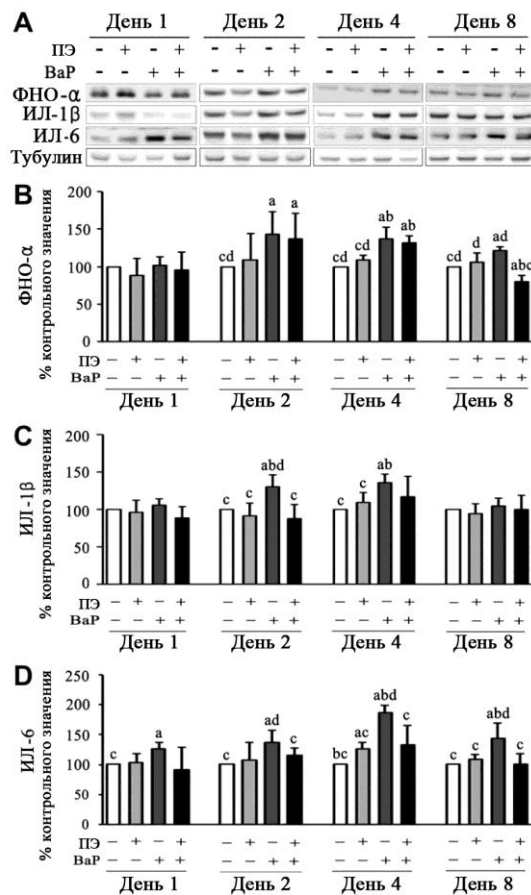 A День 1 День 2 День 4 День 8
ПЭ - + - + - + - + - + - + - + - +
BaP - - + + - - + + - - + + - - + +
ФНО-α
ИЛ-1β
ИЛ-6
Тубулин
B
ФНО-α
% контрольного значения
200
150
100
50
0
cd a a cd cd ab ab cd d ab abc
ПЭ – + – + – + – + – + – + – + – +
BaP – – + + – – + + – – + + – – + +
День 1 День 2 День 4 День 8
C
ИЛ-1β
% контрольного значения
200
150
100
50
0
c c abd c c c ab
ПЭ – + – + – + – + – + – + – + – +
BaP – – + + – – + + – – + + – – + +
День 1 День 2 День 4 День 8
D
ИЛ-6
% контрольного значения
250
200
150
100
50
0
c a c ad c bc ac abd c c c abd c
ПЭ – + – + – + – + – + – + – + – +
BaP – – + + – – + + – – + + – – + +
День 1 День 2 День 4 День 8